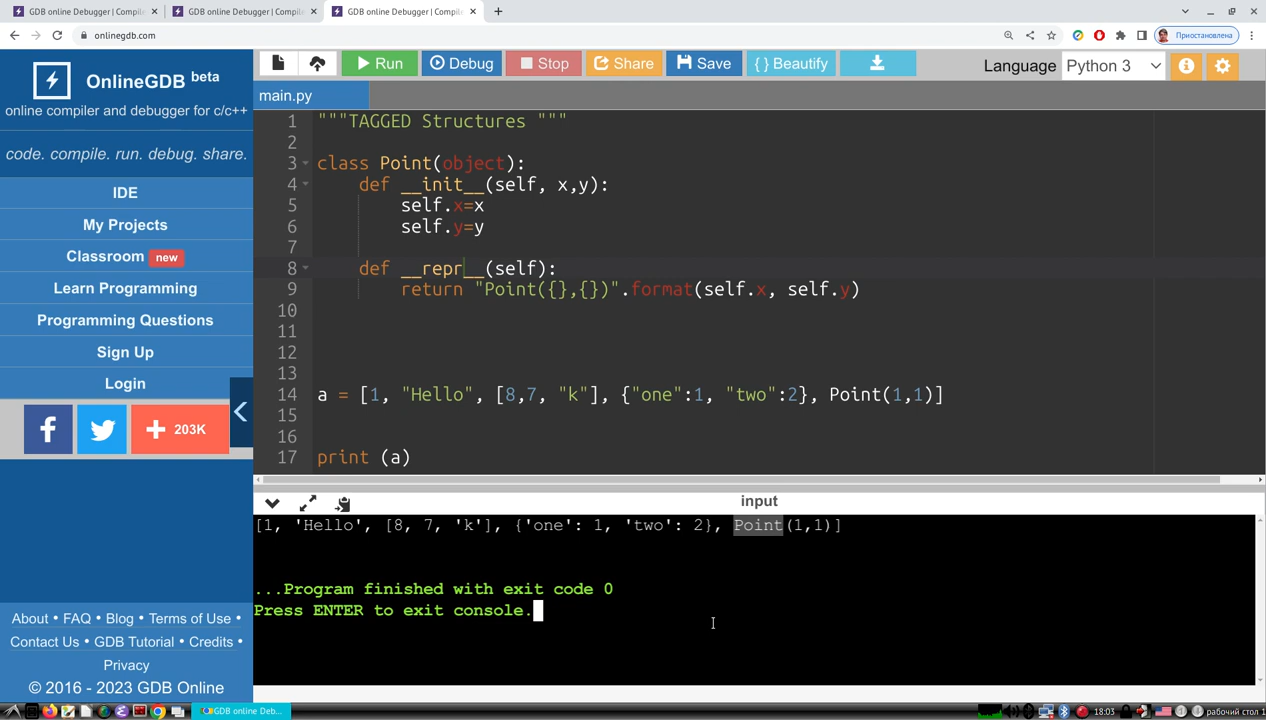 GDB online Debugger | Compile
GDB online Debugger | Compile
GDB online Debugger | Compile
onlinegdb.com
Приостановлена
OnlineGDB beta
online compiler and debugger for c/c++
code. compile. run. debug. share.
IDE
My Projects
Classroom new
Learn Programming
Programming Questions
Sign Up
Login
203K
About • FAQ • Blog • Terms of Use •
Contact Us • GDB Tutorial • Credits •
Privacy
© 2016 - 2023 GDB Online
Run Debug Stop Share Save { } Beautify
Language Python 3
main.py
1 """TAGGED Structures """
2
3 class Point(object):
4 def __init__(self, x,y):
5 self.x=x
6 self.y=y
7
8 def __repr__(self):
9 return "Point({},{})".format(self.x, self.y)
10
11
12
13
14 a = [1, "Hello", [8,7, "k"], {"one":1, "two":2}, Point(1,1)]
15
16
17 print (a)
input
[1, 'Hello', [8, 7, 'k'], {'one': 1, 'two': 2}, Point(1,1)]
...Program finished with exit code 0
Press ENTER to exit console.
GDB online Deb...
18:03
рабочий стол 1